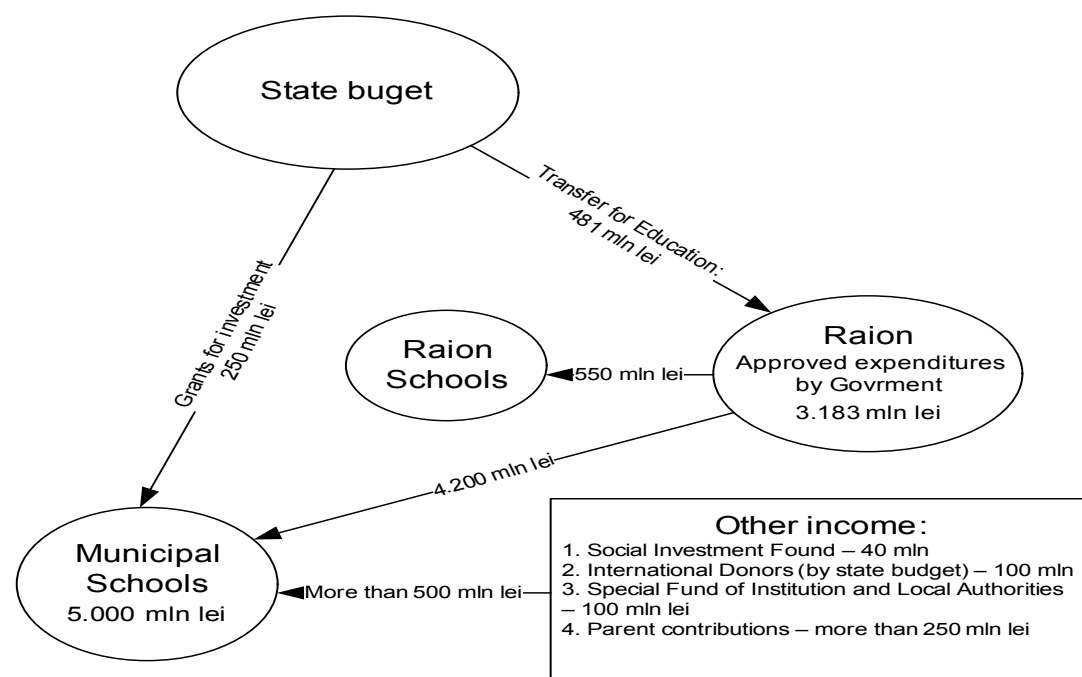 State buget
Transfer for Education:
481 mln lei
Grants for investment
250 mln lei
Raion
Schools
550 mln lei
Raion
Approved expenditures
by Govrment
3.183 mln lei
4.200 mln lei
Municipal
Schools
5.000 mln lei
More than 500 mln lei
Other income:
1. Social Investment Found – 40 mln
2. International Donors (by state budget) – 100 mln
3. Special Fund of Institution and Local Authorities
– 100 mln lei
4. Parent contributions – more than 250 mln lei